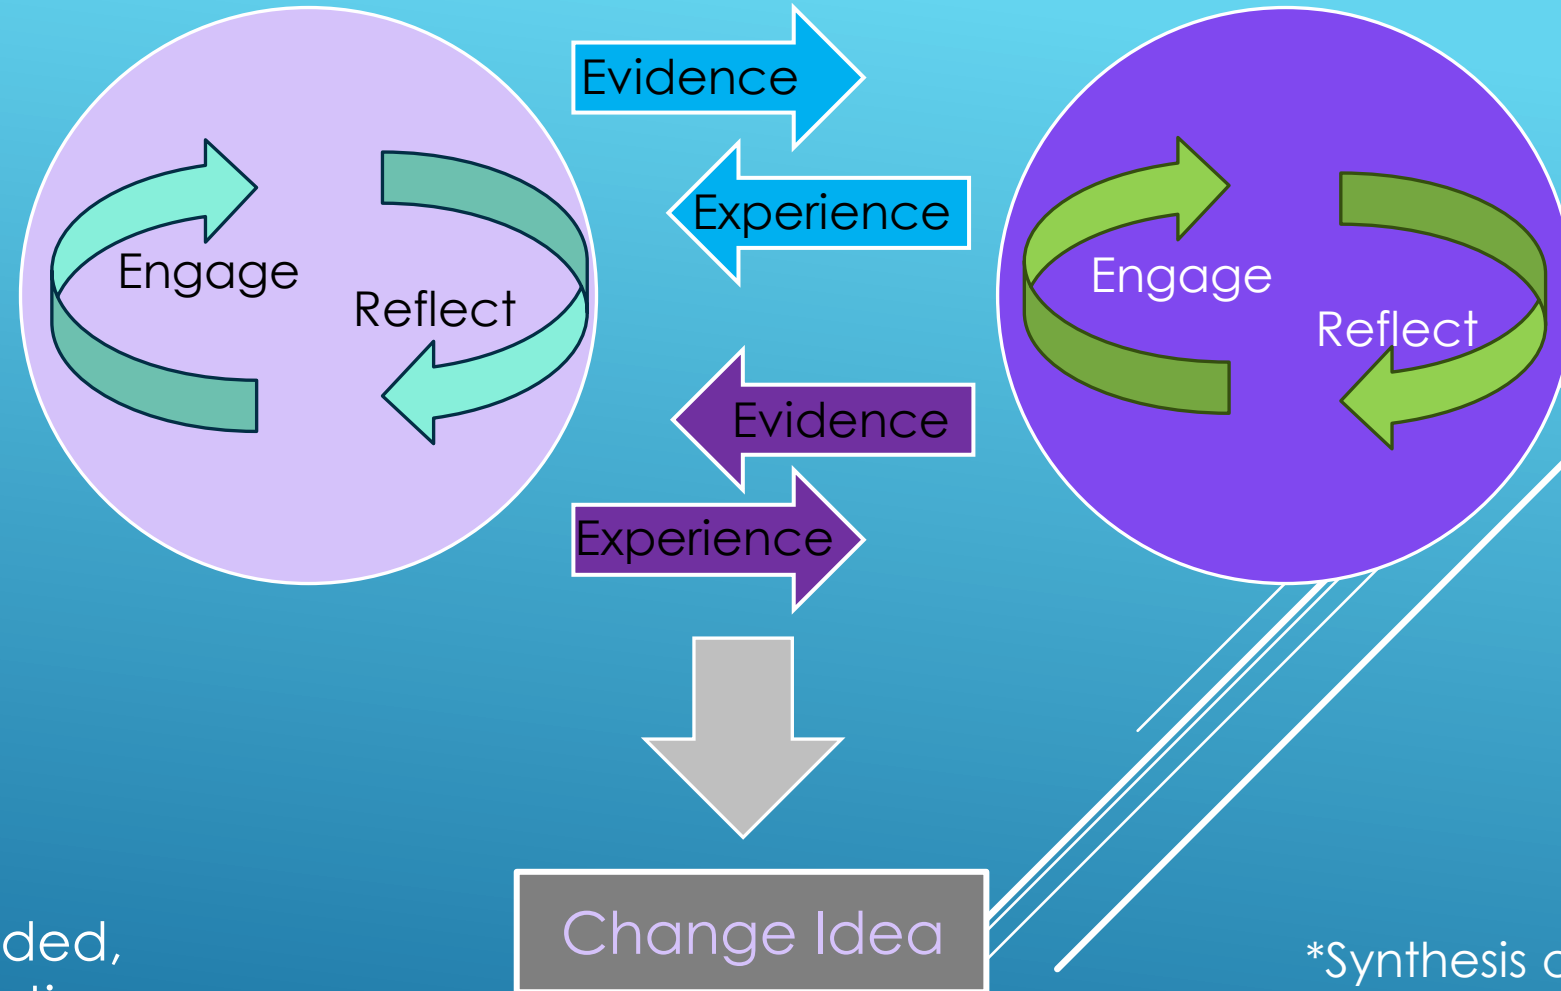 Evidence
Experience
Engage
Reflect
Engage
Reflect
Evidence
Experience
Change Idea
ded,
*Synthesis